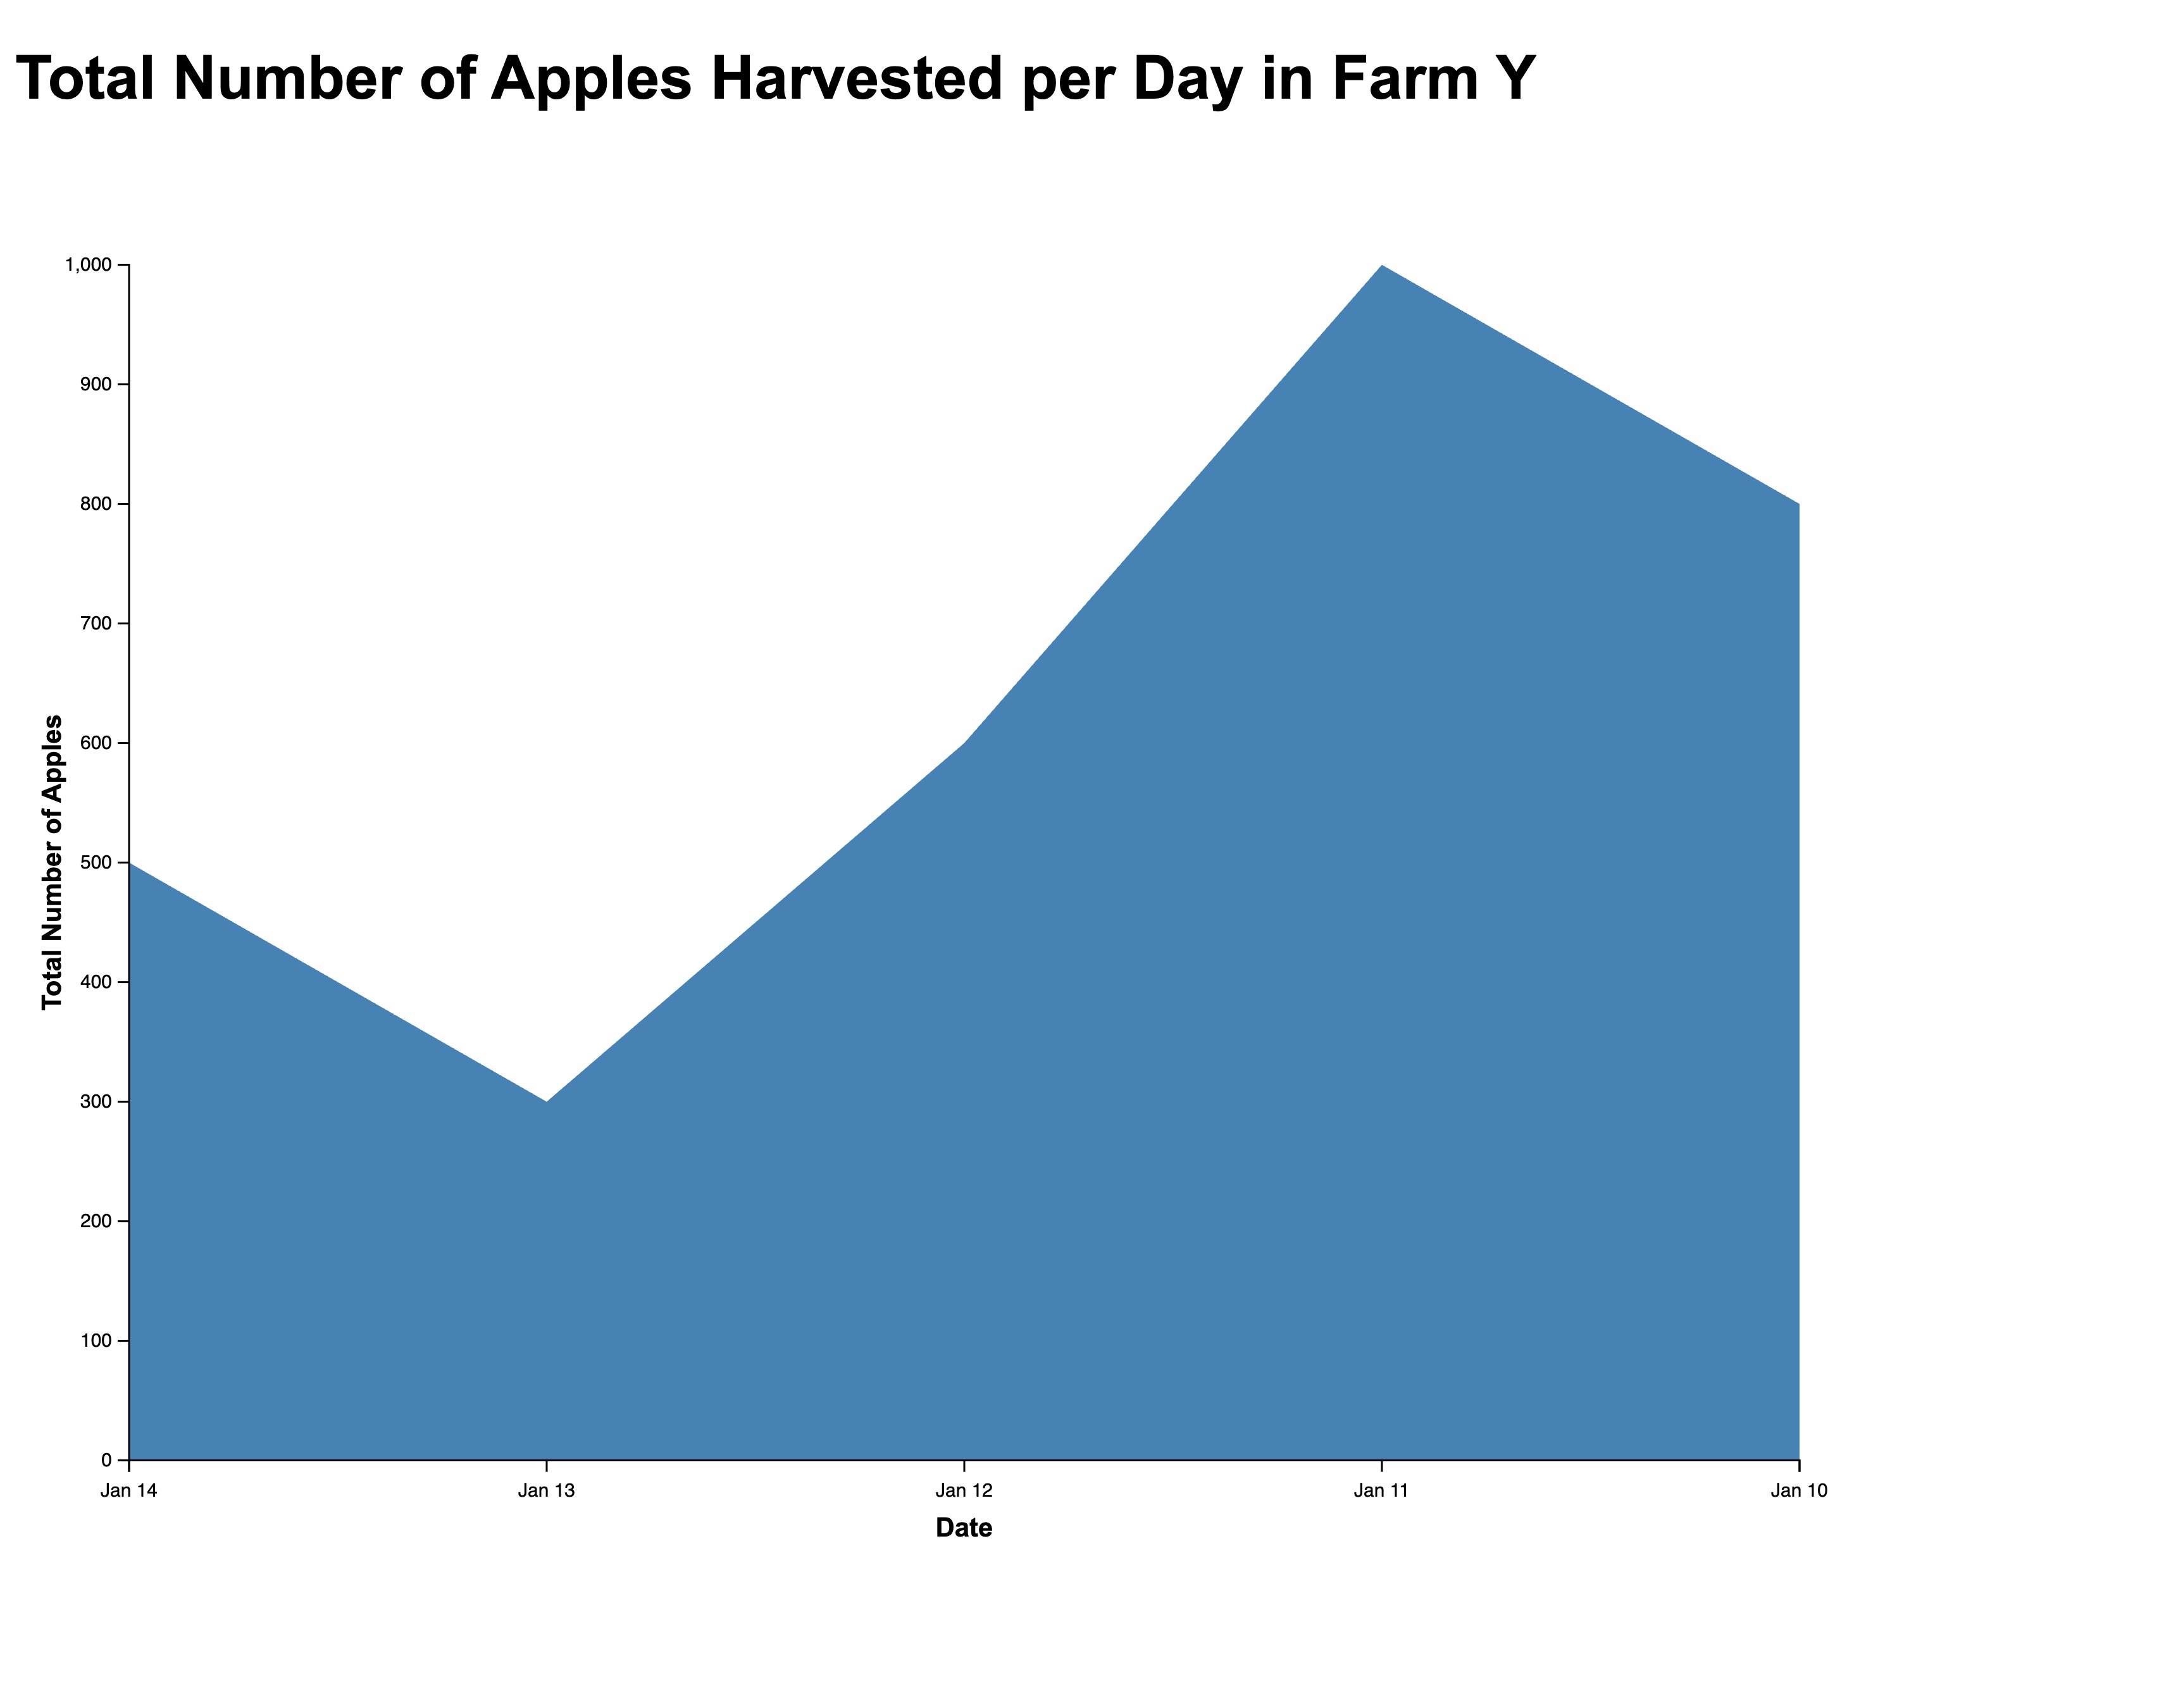 Total Number of Apples Harvested per Day in Farm Y
1,000
900
800
700
600
500
400
300
200
100
0
Total Number of Apples
Jan 14 Jan 13 Jan 12 Jan 11 Jan 10
Date